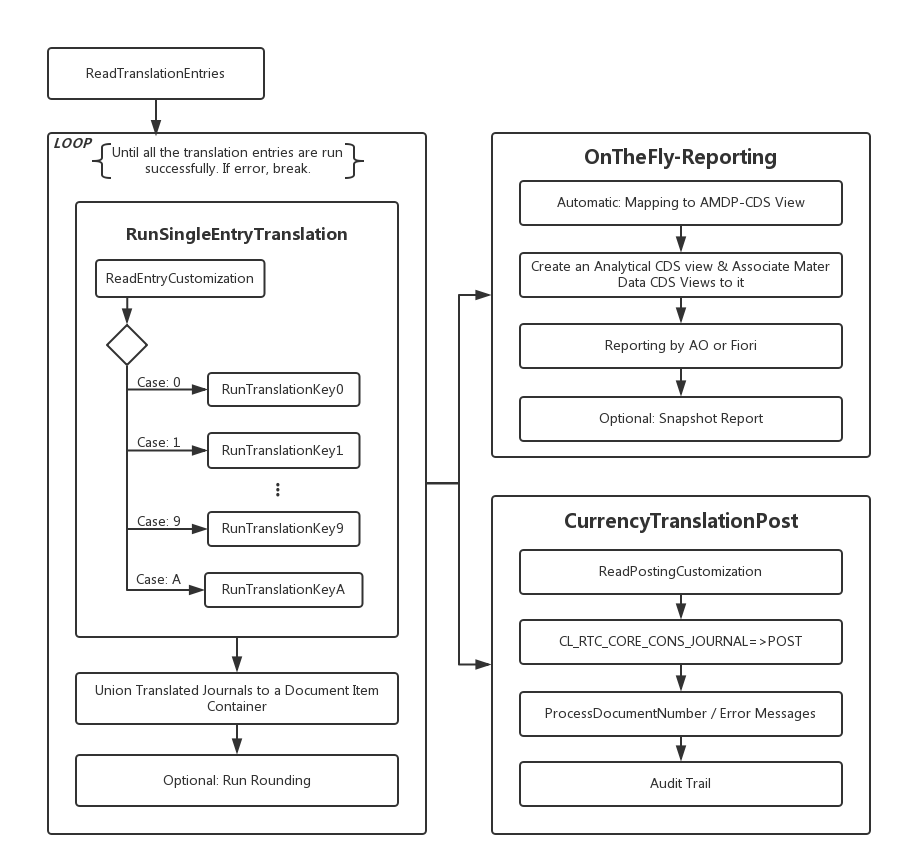 ReadTranslationEntries
LOOP
Until all the translation entries are run
successfully. If error, break.
RunSingleEntryTranslation
ReadEntryCustomization
Case: 0
RunTranslationKey0
Case: 1
RunTranslationKey1
Case: 9
RunTranslationKey9
Case: A
RunTranslationKeyA
Union Translated Journals to a Document Item
Container
Optional: Run Rounding
OnTheFly-Reporting
Automatic: Mapping to AMDP-CDS View
Create an Analytical CDS view & Associate Mater
Data CDS Views to it
Reporting by AO or Fiori
Optional: Snapshot Report
CurrencyTranslationPost
ReadPostingCustomization
CL_RTC_CORE_CONS_JOURNAL=>POST
ProcessDocumentNumber / Error Messages
Audit Trail